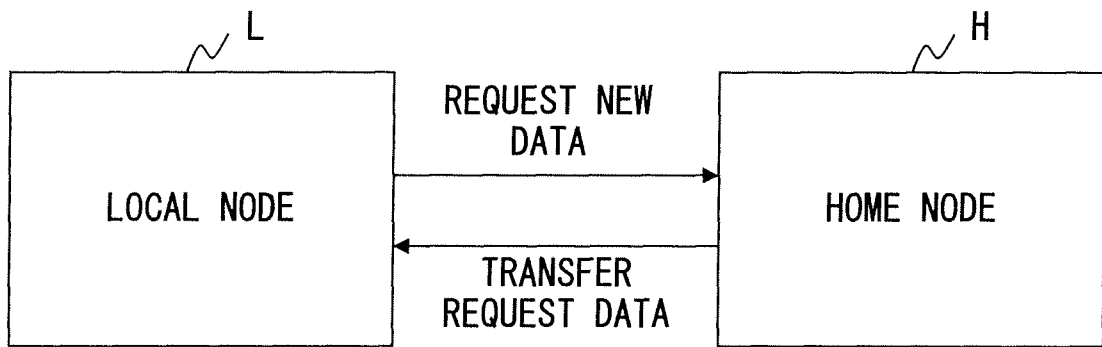 L
H
REQUEST NEW
DATA
LOCAL NODE
HOME NODE
TRANSFER
REQUEST DATA